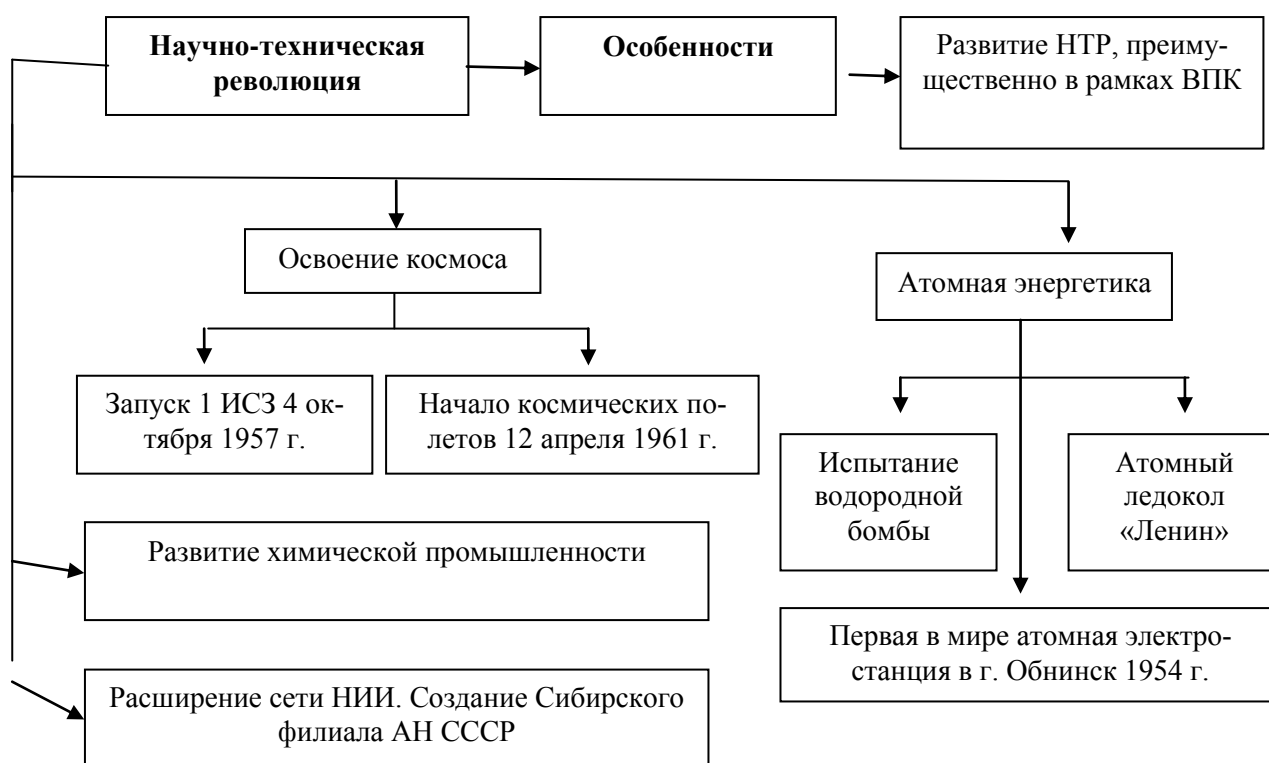 Научно-техническая
революция
Особенности
Развитие НТР, преиму-
щественно в рамках ВПК
Освоение космоса
Атомная энергетика
Запуск 1 ИСЗ 4 ок-
тября 1957 г.
Начало космических по-
летов 12 апреля 1961 г.
Испытание
водородной
бомбы
Атомный
ледокол
«Ленин»
Развитие химической промышленности
Первая в мире атомная электро-
станция в г. Обнинск 1954 г.
Расширение сети НИИ. Создание Сибирского
филиала АН СССР